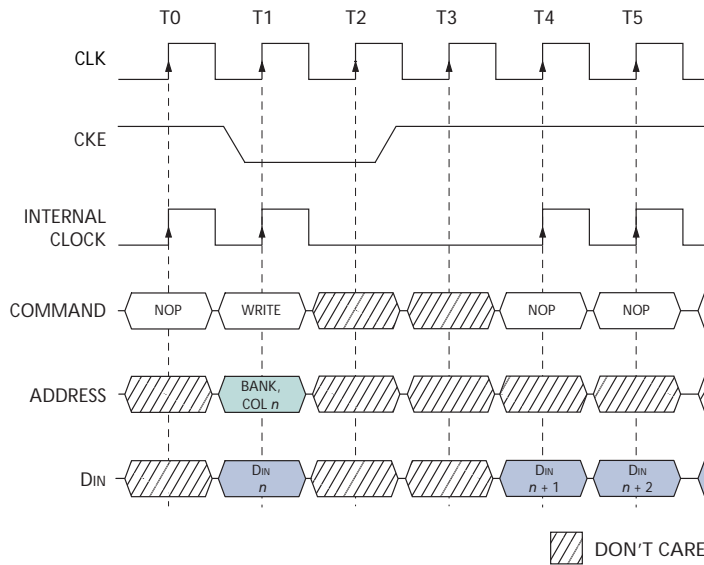 T0 T1 T2 T3 T4 T5
CLK
CKE
INTERNAL
CLOCK
COMMAND NOP WRITE NOP NOP
ADDRESS BANK,
COL n
DIN DIN
n DIN
n + 1 DIN
n + 2
DON'T CARE